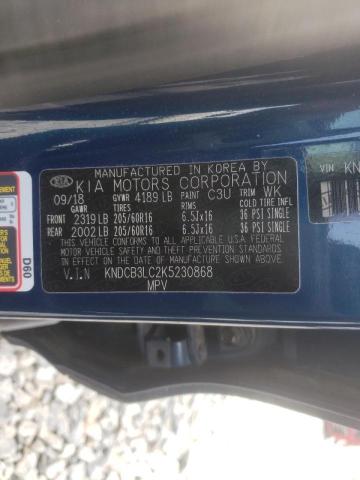 MANUFACTURED IN KOREA BY
KIA KIA MOTORS CORPORATION
09/18 GVWR 4189 LB PAINT C3U TRIM WK
GAWR TIRES RIMS COLD TIRE INFL
FRONT 2319 LB 205/60R16 6.5Jx16 36 PSI SINGLE
REAR 2002 LB 205/60R16 6.5Jx16 36 PSI SINGLE
THIS VEHICLE CONFORMS TO ALL APPLICABLE U.S. FEDERAL
MOTOR VEHICLE SAFETY AND THEFT PREVENTION STANDARDS
IN EFFECT ON THE DATE OF MANUFACTURE SHOWN ABOVE.
V.I.N KNDCB3LC2K5230868
MPV
D60
VIN KN